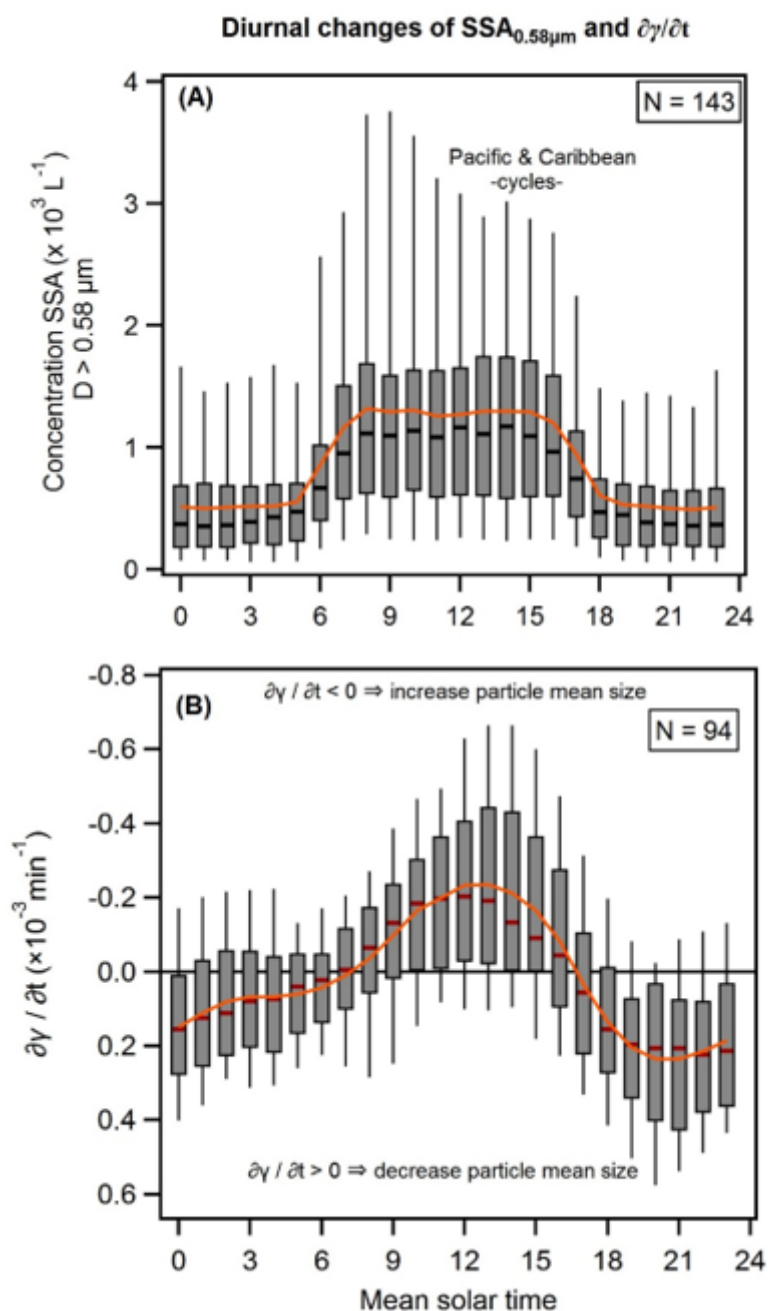 Diurnal changes of SSA0.58μm and ∂γ/∂t
(A)
N = 143
Pacific & Caribbean
-cycles-
Concentration SSA (x 10³ L⁻¹)
D > 0.58 μm
4
3
2
1
0
0 3 6 9 12 15 18 21 24
(B)
∂γ / ∂t < 0 ⇒ increase particle mean size
N = 94
∂γ / ∂t (×10⁻³ min⁻¹)
-0.8
-0.6
-0.4
-0.2
0.0
0.2
0.4
0.6
∂γ / ∂t > 0 ⇒ decrease particle mean size
0 3 6 9 12 15 18 21 24
Mean solar time